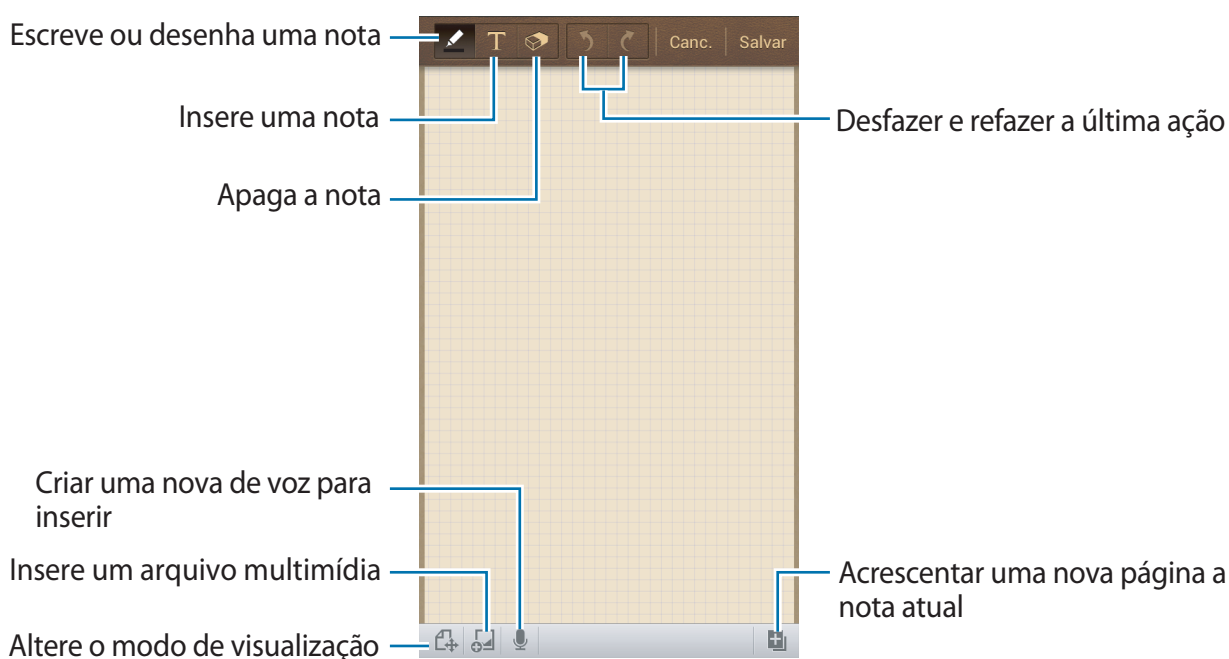 Escreve ou desenha uma nota
T
Canc.
Salvar
Insere uma nota
Desfazer e refazer a última ação
Apaga a nota
Criar uma nova de voz para
inserir
Insere um arquivo multimídia
Acrescentar uma nova página a
nota atual
Altere o modo de visualização